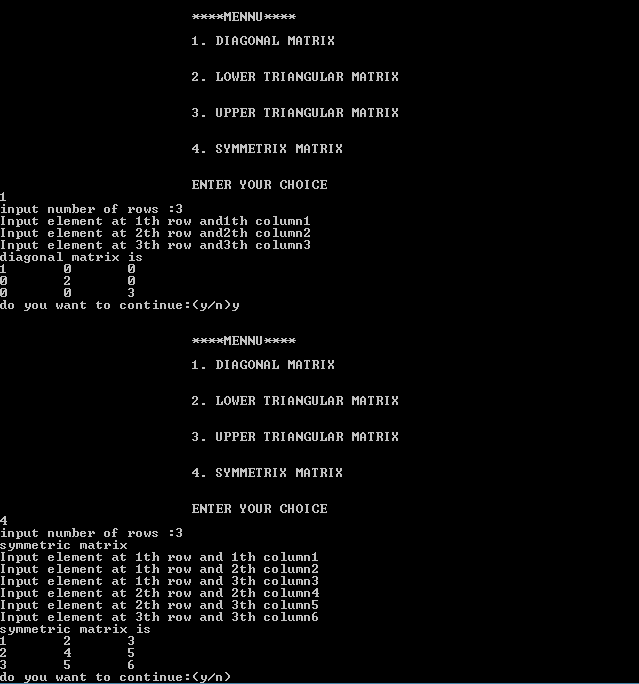 ****MENNU****
1. DIAGONAL MATRIX
2. LOWER TRIANGULAR MATRIX
3. UPPER TRIANGULAR MATRIX
4. SYMMETRIX MATRIX
ENTER YOUR CHOICE
1
input number of rows :3
Input element at 1th row and1th column1
Input element at 2th row and2th column2
Input element at 3th row and3th column3
diagonal matrix is
1 0 0
0 2 0
0 0 3
do you want to continue:(y/n)y
****MENNU****
1. DIAGONAL MATRIX
2. LOWER TRIANGULAR MATRIX
3. UPPER TRIANGULAR MATRIX
4. SYMMETRIX MATRIX
ENTER YOUR CHOICE
4
input number of rows :3
symmetric matrix
Input element at 1th row and 1th column1
Input element at 1th row and 2th column2
Input element at 1th row and 3th column3
Input element at 2th row and 2th column4
Input element at 2th row and 3th column5
Input element at 3th row and 3th column6
symmetric matrix is
1 2 3
2 4 5
3 5 6
do you want to continue:(y/n)